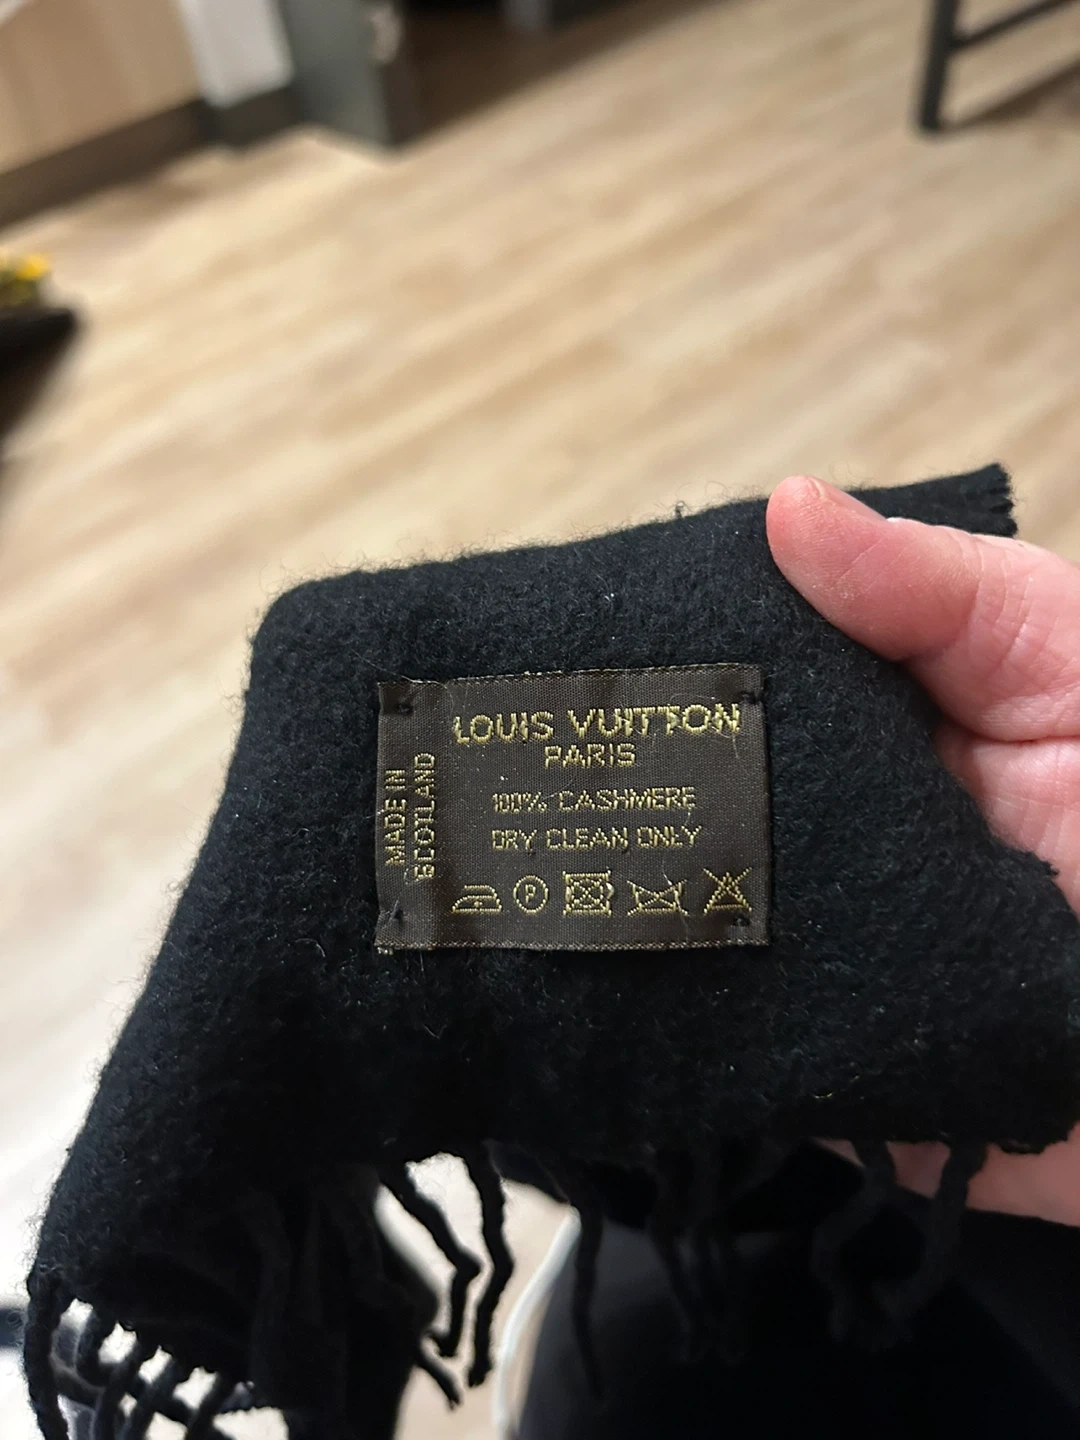 LOUIS VUITTON
PARIS
100% CASHMERE
DRY CLEAN ONLY
P
MADE IN
SCOTLAND